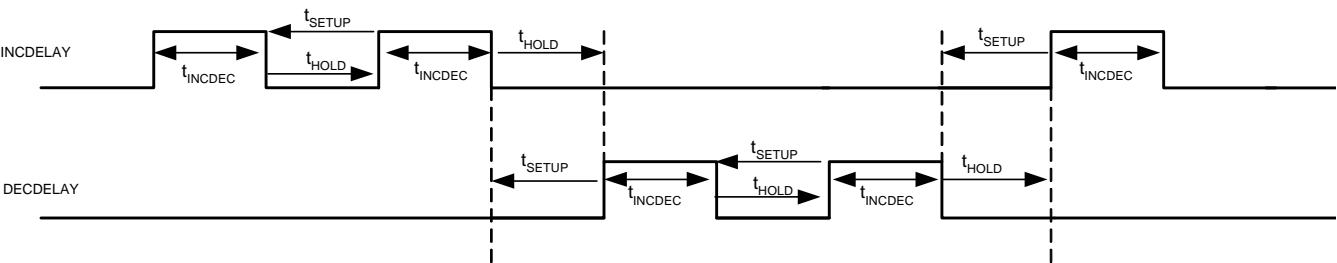 INCDELAY
tINCDEC
tSETUP
tHOLD
tINCDEC
tHOLD
tSETUP
tINCDEC
DECDELAY
tSETUP
tINCDEC
tSETUP
tHOLD
tINCDEC
tHOLD